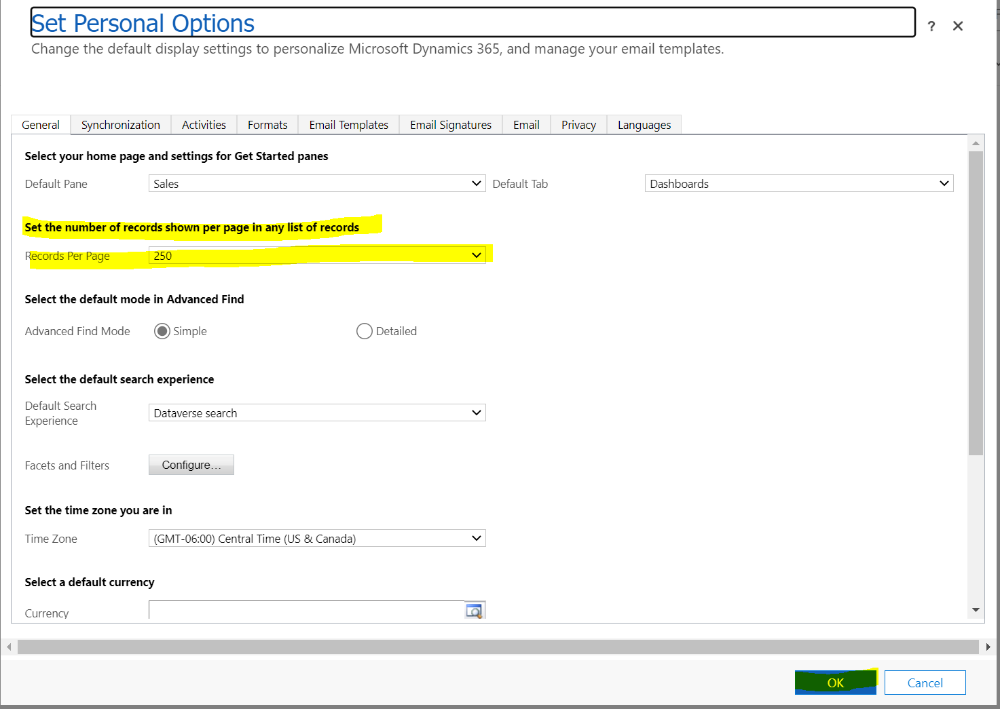 Set Personal Options
? ✕
Change the default display settings to personalize Microsoft Dynamics 365, and manage your email templates.
General Synchronization Activities Formats Email Templates Email Signatures Email Privacy Languages
Select your home page and settings for Get Started panes
Default Pane Sales Default Tab Dashboards
Set the number of records shown per page in any list of records
Records Per Page 250
Select the default mode in Advanced Find
Advanced Find Mode Simple Detailed
Select the default search experience
Default Search
Experience
Dataverse search
Facets and Filters Configure...
Set the time zone you are in
Time Zone (GMT-06:00) Central Time (US & Canada)
Select a default currency
Currency
OK Cancel